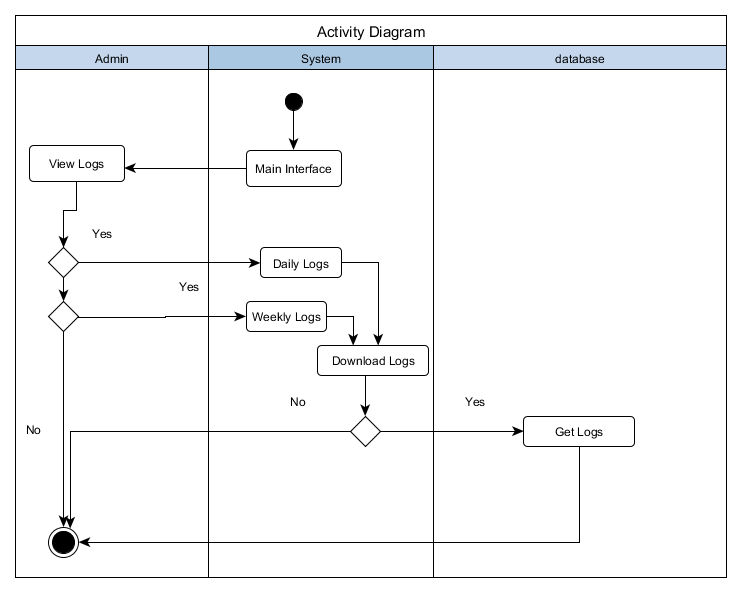 Activity Diagram
Admin
System
database
View Logs
Main Interface
Yes
Daily Logs
Yes
Weekly Logs
Download Logs
No
Yes
No
Get Logs